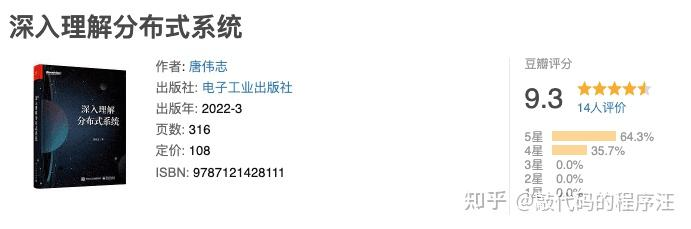 深入理解分布式系统
深入理解
分布式系统
作者: 唐伟志
出版社: 电子工业出版社
出版年: 2022-3
页数: 316
定价: 108
ISBN: 9787121428111
豆瓣评分
9.3
14人评价
5星 64.3%
4星 35.7%
3星 0.0%
2星 0.0%
1星 0.0%
知乎 @敲代码的程序汪